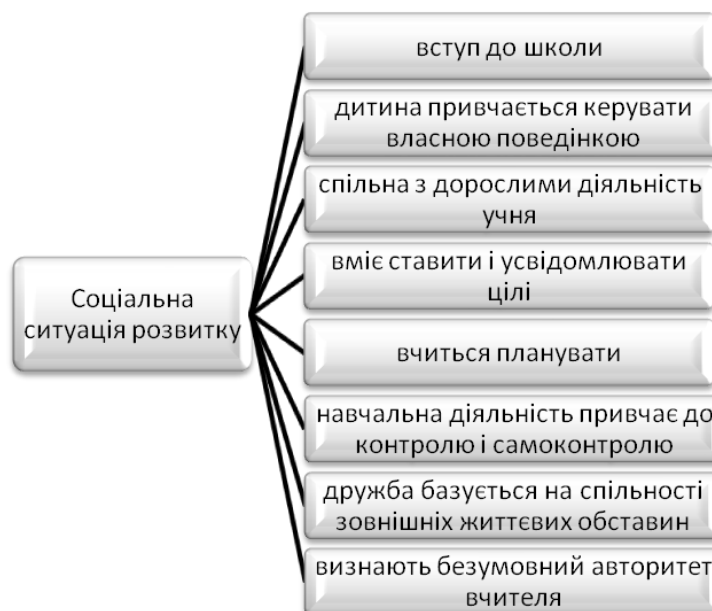 Соціальна
ситуація розвитку
вступ до школи
дитина привчається керувати
власною поведінкою
спільна з дорослими діяльність
учня
вміє ставити і усвідомлювати
цілі
вчиться планувати
навчальна діяльність привчає до
контролю і самоконтролю
дружба базується на спільності
зовнішніх життєвих обставин
визнають безумовний авторитет
вчителя